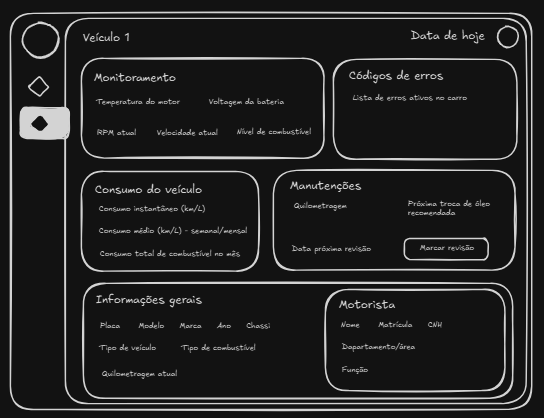 Veículo 1
Data de hoje
Monitoramento
Temperatura do motor
Voltagem da bateria
RPM atual
Velocidade atual
Nível de combustível
Códigos de erros
Lista de erros ativos no carro
Consumo do veículo
Consumo instantâneo (km/L)
Consumo médio (km/L) - semanal/mensal
Consumo total de combustível no mês
Manutenções
Quilometragem
Próxima troca de óleo
recomendada
Data próxima revisão
Marcar revisão
Informações gerais
Placa Modelo Marca Ano Chassi
Tipo de veículo Tipo de combustível
Quilometragem atual
Motorista
Nome Matrícula CNH
Dapartamento/área
Função